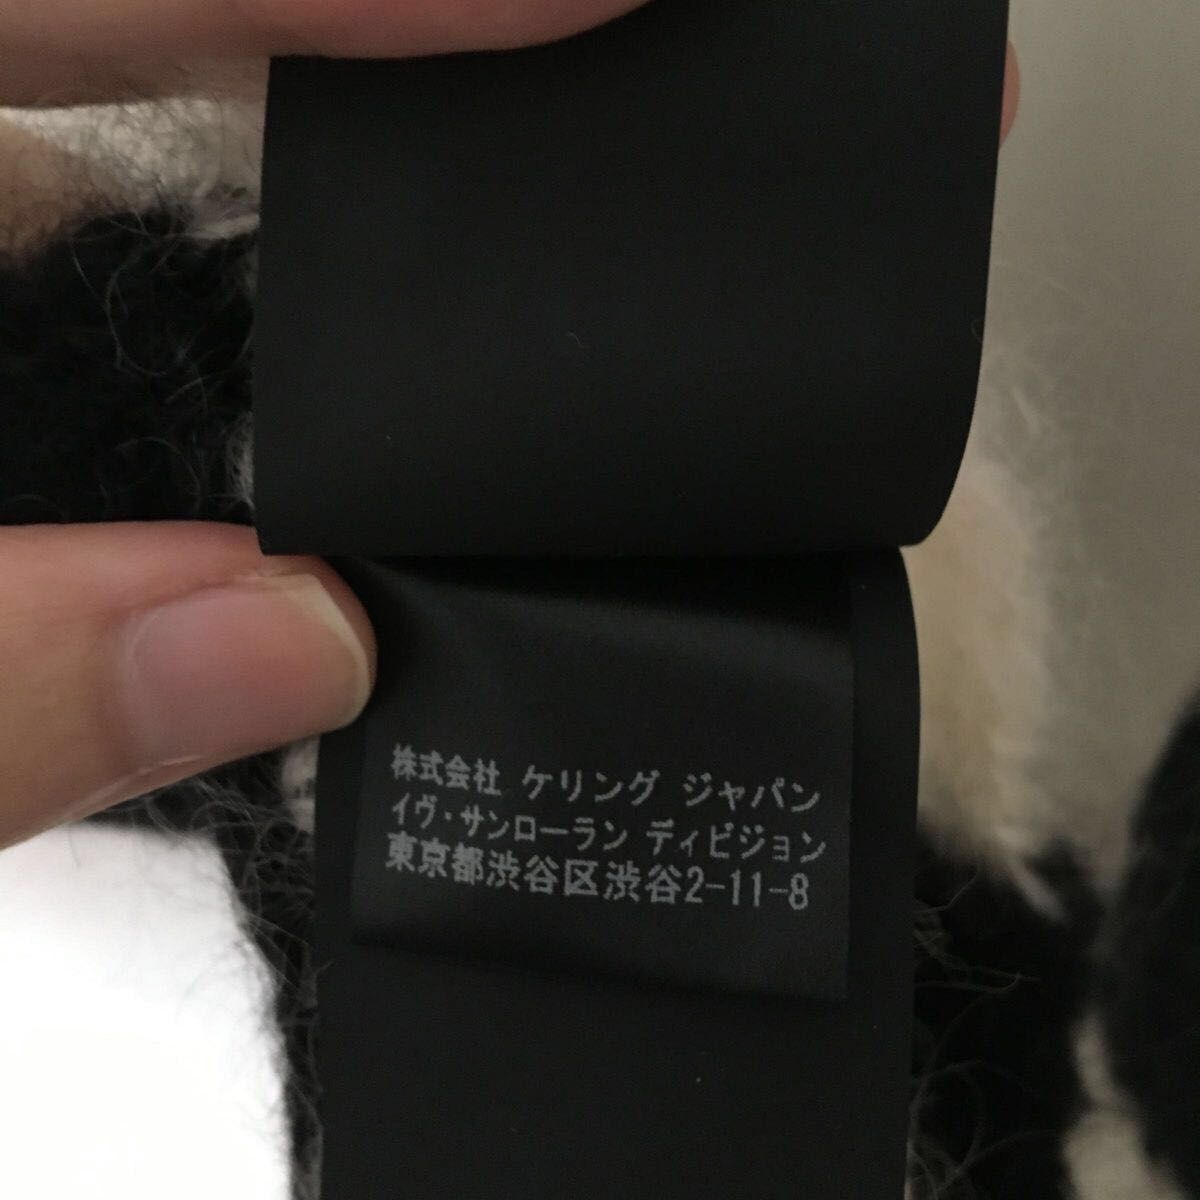 株式会社 ケリング ジャパン
イヴ・サンローラン ディビジョン
東京都渋谷区渋谷2-11-8